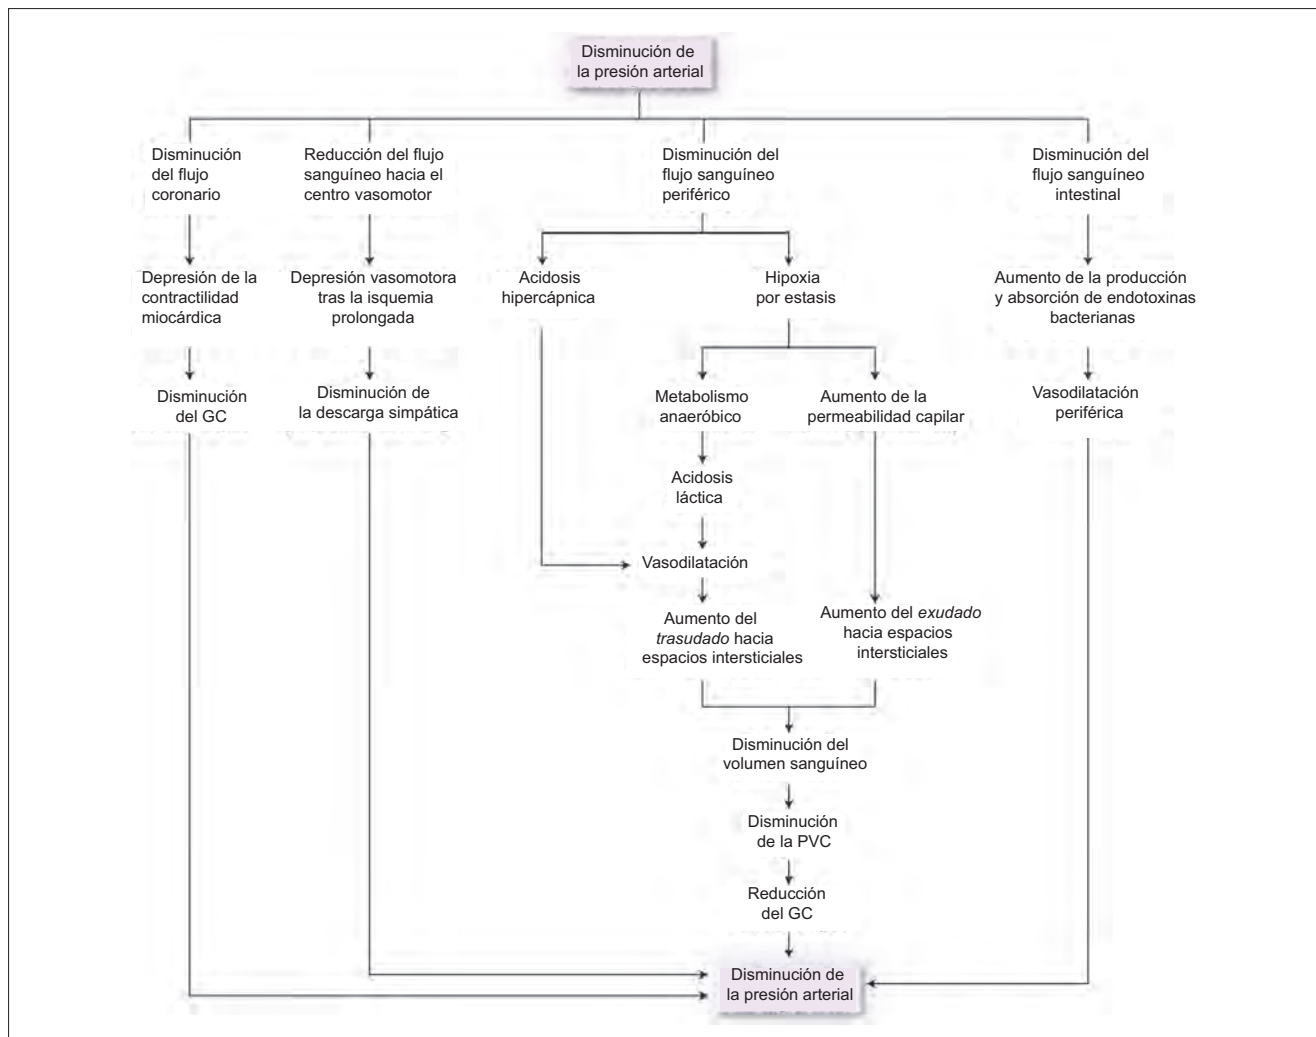 Disminución de
la presión arterial
Disminución
del flujo
coronario
Reducción del flujo
sanguíneo hacia el
centro vasomotor
Disminución del
flujo sanguíneo
periférico
Disminución del
flujo sanguíneo
intestinal
Depresión de la
contractilidad
miocárdica
Depresión vasomotora
tras la isquemia
prolongada
Acidosis
hipercápnica
Hipoxia
por estasis
Aumento de la producción
y absorción de endotoxinas
bacterianas
Disminución
del GC
Disminución de
la descarga simpática
Metabolismo
anaeróbico
Aumento de la
permeabilidad capilar
Vasodilatación
periférica
Acidosis
láctica
Vasodilatación
Aumento del
trasudado hacia
espacios intersticiales
Aumento del exudado
hacia espacios
intersticiales
Disminución del
volumen sanguíneo
Disminución
de la PVC
Reducción
del GC
Disminución de
la presión arterial